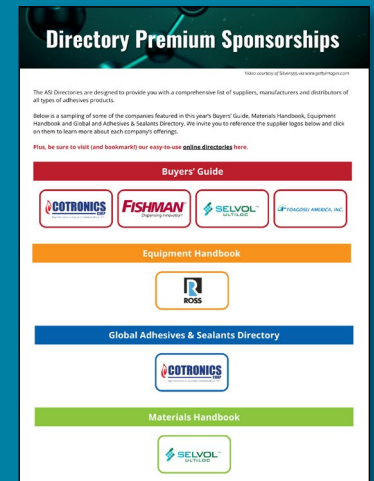 Directory Premium Sponsorships
Video courtesy of Silverspy via www.gettyimages.com
The ASI Directories are designed to provide you with a comprehensive list of suppliers, manufacturers and distributors of
all types of adhesives products.
Below is a sampling of some of the companies featured in this year's Buyers' Guide, Materials Handbook, Equipment
Handbook and Global and Adhesives & Sealants Directory. We invite you to reference the supplier logos below and click
on them to learn more about each company's offerings.
Plus, be sure to visit (and bookmark!) our easy-to-use online directories here.
Buyers' Guide
COTRONICS CORP
FISHMAN Dispensing Innovation
SELVOL™ ULTILOC
TOAGOSEI AMERICA, INC.
Equipment Handbook
ROSS
Global Adhesives & Sealants Directory
COTRONICS CORP
Materials Handbook
SELVOL™
ULTILOC